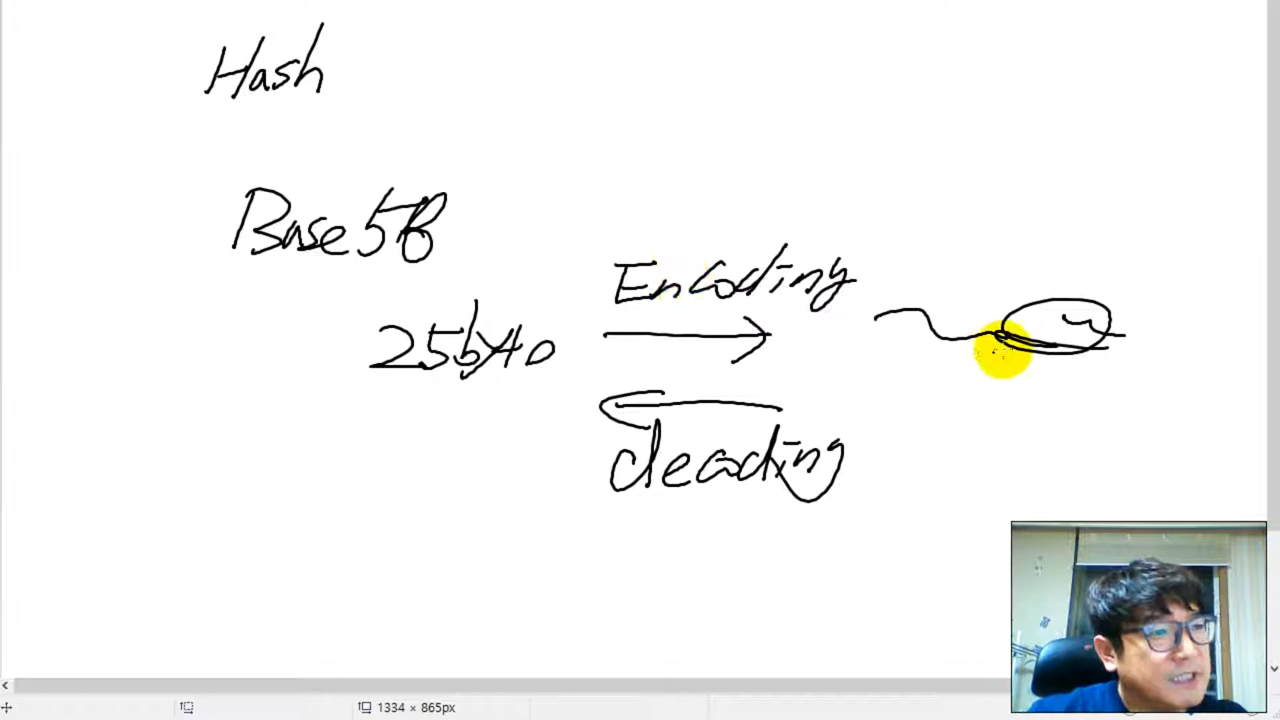 Hash
Base58
Encoding
25byte
decoding
1334 × 865px